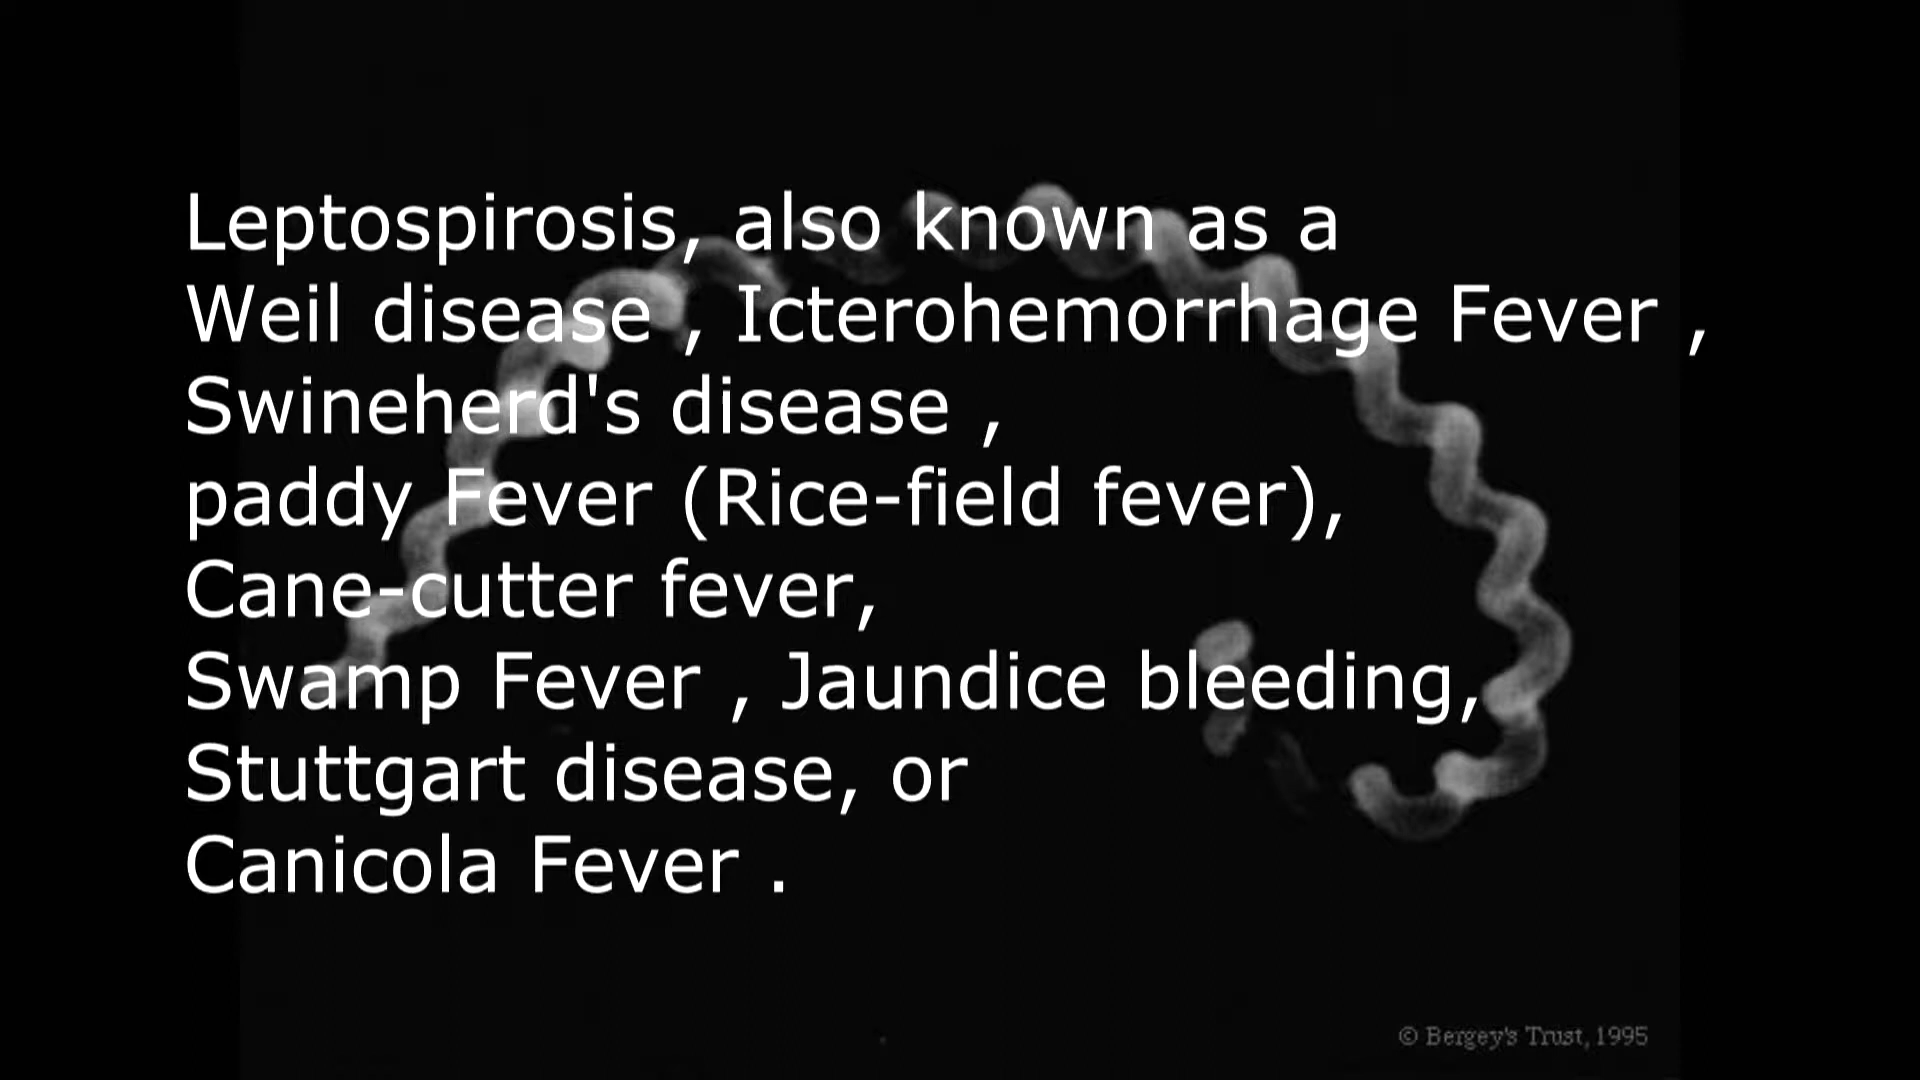 Leptospirosis, also known as a
Weil disease , Icterohemorrhage Fever ,
Swineherd's disease ,
paddy Fever (Rice-field fever),
Cane-cutter fever,
Swamp Fever , Jaundice bleeding,
Stuttgart disease, or
Canicola Fever .
© Bergey's Trust, 1995